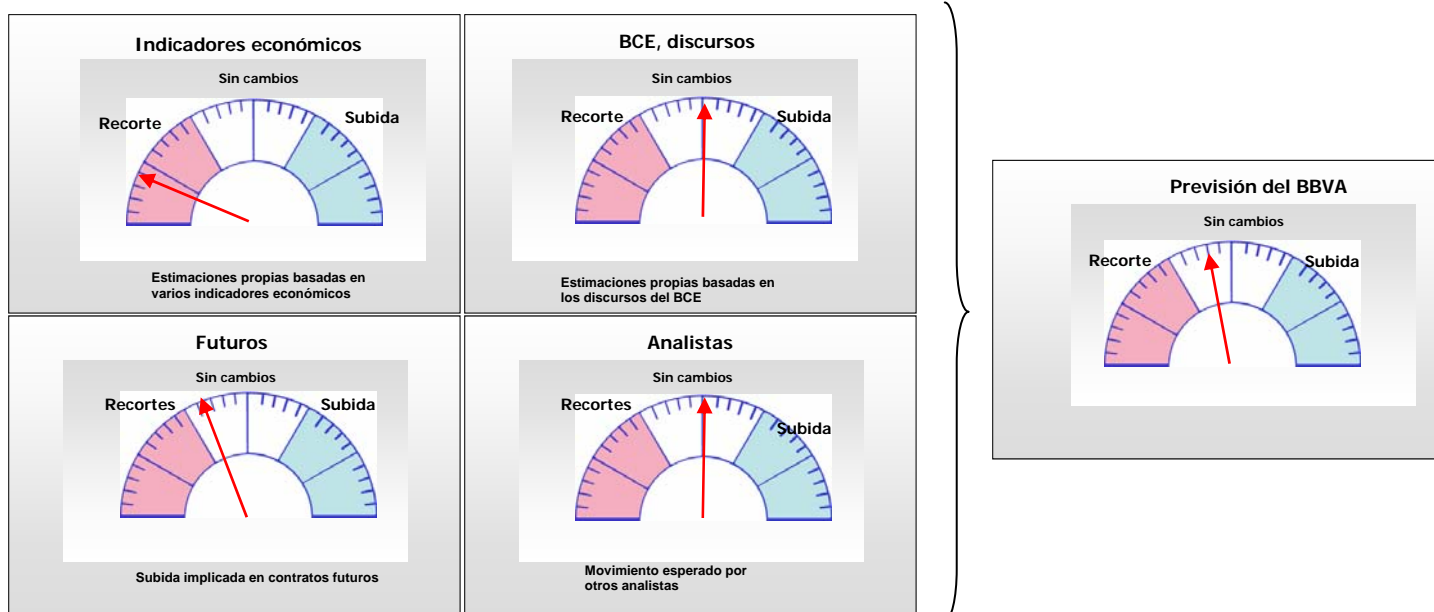 Indicadores económicos
Sin cambios
Recorte
Subida
Estimaciones propias basadas en
varios indicadores económicos
BCE, discursos
Sin cambios
Recorte
Subida
Estimaciones propias basadas en
los discursos del BCE
Futuros
Sin cambios
Recortes
Subida
Subida implicada en contratos futuros
Analistas
Sin cambios
Recortes
Subida
Movimiento esperado por
otros analistas
Previsión del BBVA
Sin cambios
Recorte
Subida